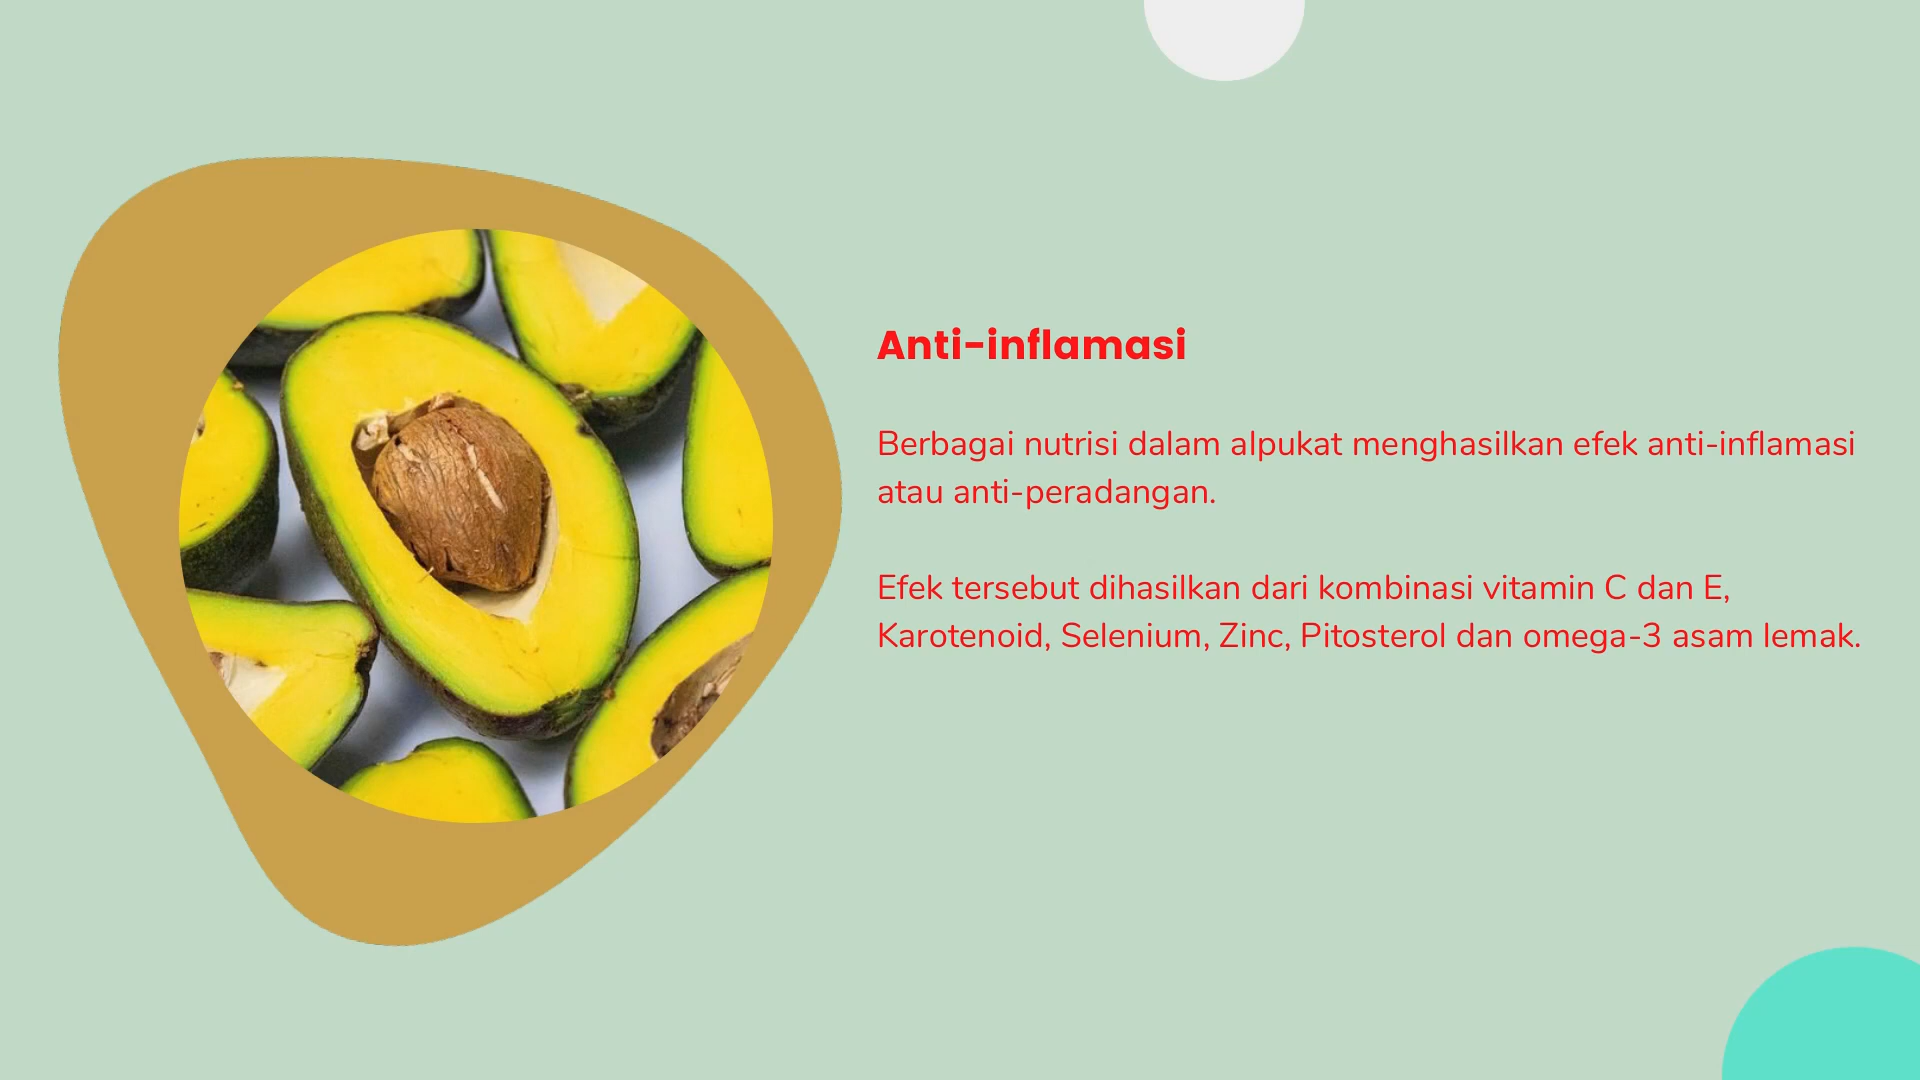 Anti-inflamasi
Berbagai nutrisi dalam alpukat menghasilkan efek anti-inflamasi
atau anti-peradangan.
Efek tersebut dihasilkan dari kombinasi vitamin C dan E,
Karotenoid, Selenium, Zinc, Pitosterol dan omega-3 asam lemak.